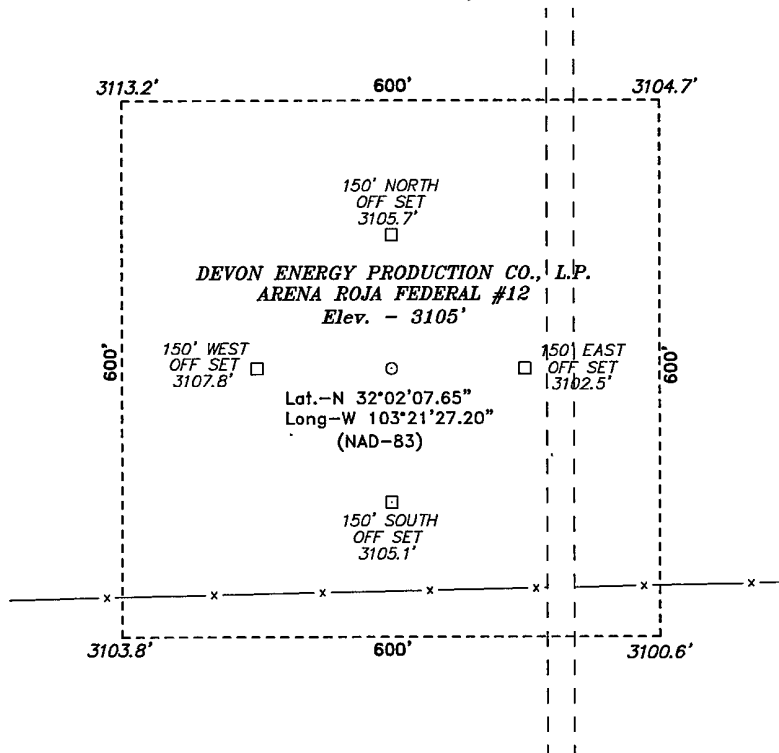 3113.2'
600'
3104.7'
150' NORTH
OFF SET
3105.7'
DEVON ENERGY PRODUCTION CO., L.P.
ARENA ROJA FEDERAL #12
Elev. - 3105'
150' WEST
OFF SET
3107.8'
150' EAST
OFF SET
3102.5'
600'
600'
Lat.-N 32°02'07.65"
Long-W 103°21'27.20"
(NAD-83)
150' SOUTH
OFF SET
3105.1'
3103.8'
600'
3100.6'